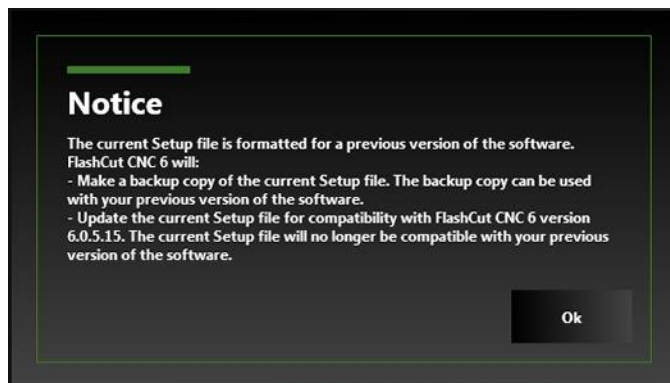 Notice
The current Setup file is formatted for a previous version of the software.
FlashCut CNC 6 will:
- Make a backup copy of the current Setup file. The backup copy can be used
with your previous version of the software.
- Update the current Setup file for compatibility with FlashCut CNC 6 version
6.0.5.15. The current Setup file will no longer be compatible with your previous
version of the software.
Ok